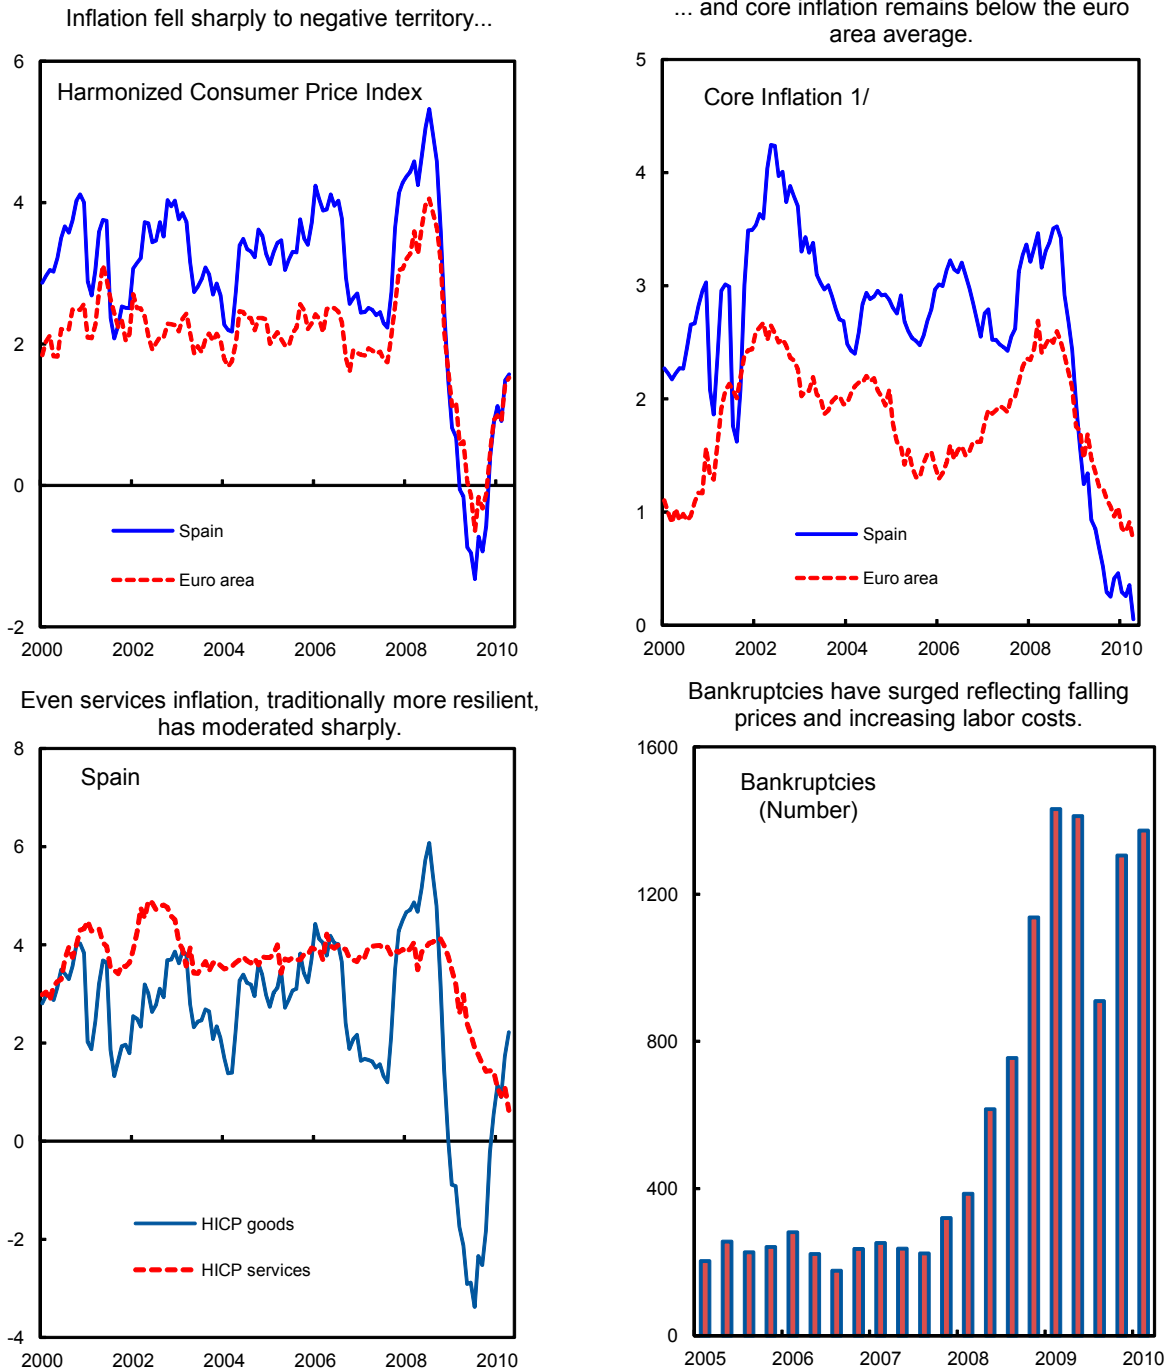 Inflation fell sharply to negative territory...
6
4
2
0
-2
Harmonized Consumer Price Index
Spain
Euro area
2000 2002 2004 2006 2008 2010
... and core inflation remains below the euro
area average.
5
4
3
2
1
0
Core Inflation 1/
Spain
Euro area
2000 2002 2004 2006 2008 2010
Even services inflation, traditionally more resilient,
has moderated sharply.
8
6
4
2
0
-2
-4
Spain
HICP goods
HICP services
2000 2002 2004 2006 2008 2010
Bankruptcies have surged reflecting falling
prices and increasing labor costs.
1600
1200
800
400
0
Bankruptcies
(Number)
2005 2006 2007 2008 2009 2010